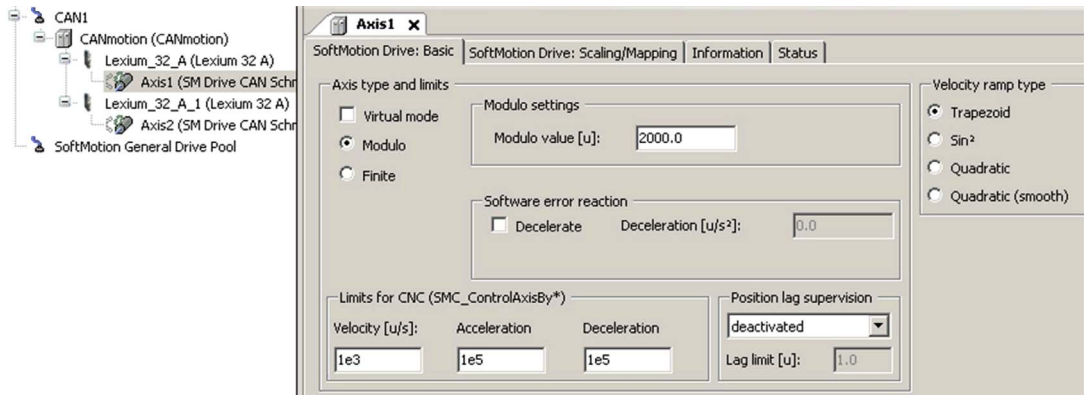 CAN1
CANmotion (CANmotion)
Lexium_32_A (Lexium 32 A)
Axis1 (SM Drive CAN Schr
Lexium_32_A_1 (Lexium 32 A)
Axis2 (SM Drive CAN Schr
SoftMotion General Drive Pool
Axis1
SoftMotion Drive: Basic SoftMotion Drive: Scaling/Mapping Information Status
Axis type and limits
Virtual mode
Modulo
Finite
Modulo settings
Modulo value [u]: 2000.0
Software error reaction
Decelerate Deceleration [u/s²]: 0.0
Limits for CNC (SMC_ControlAxisBy*)
Velocity [u/s]: Acceleration Deceleration
1e3 1e5 1e5
Position lag supervision
deactivated
Lag limit [u]: 1.0
Velocity ramp type
Trapezoid
Sin²
Quadratic
Quadratic (smooth)